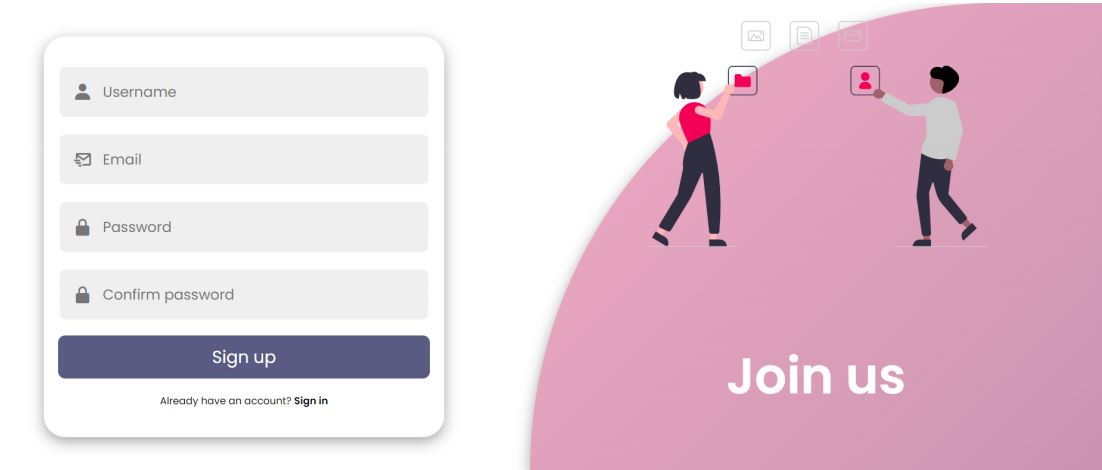 Username
Email
Password
Confirm password
Sign up
Already have an account? Sign in
Join us